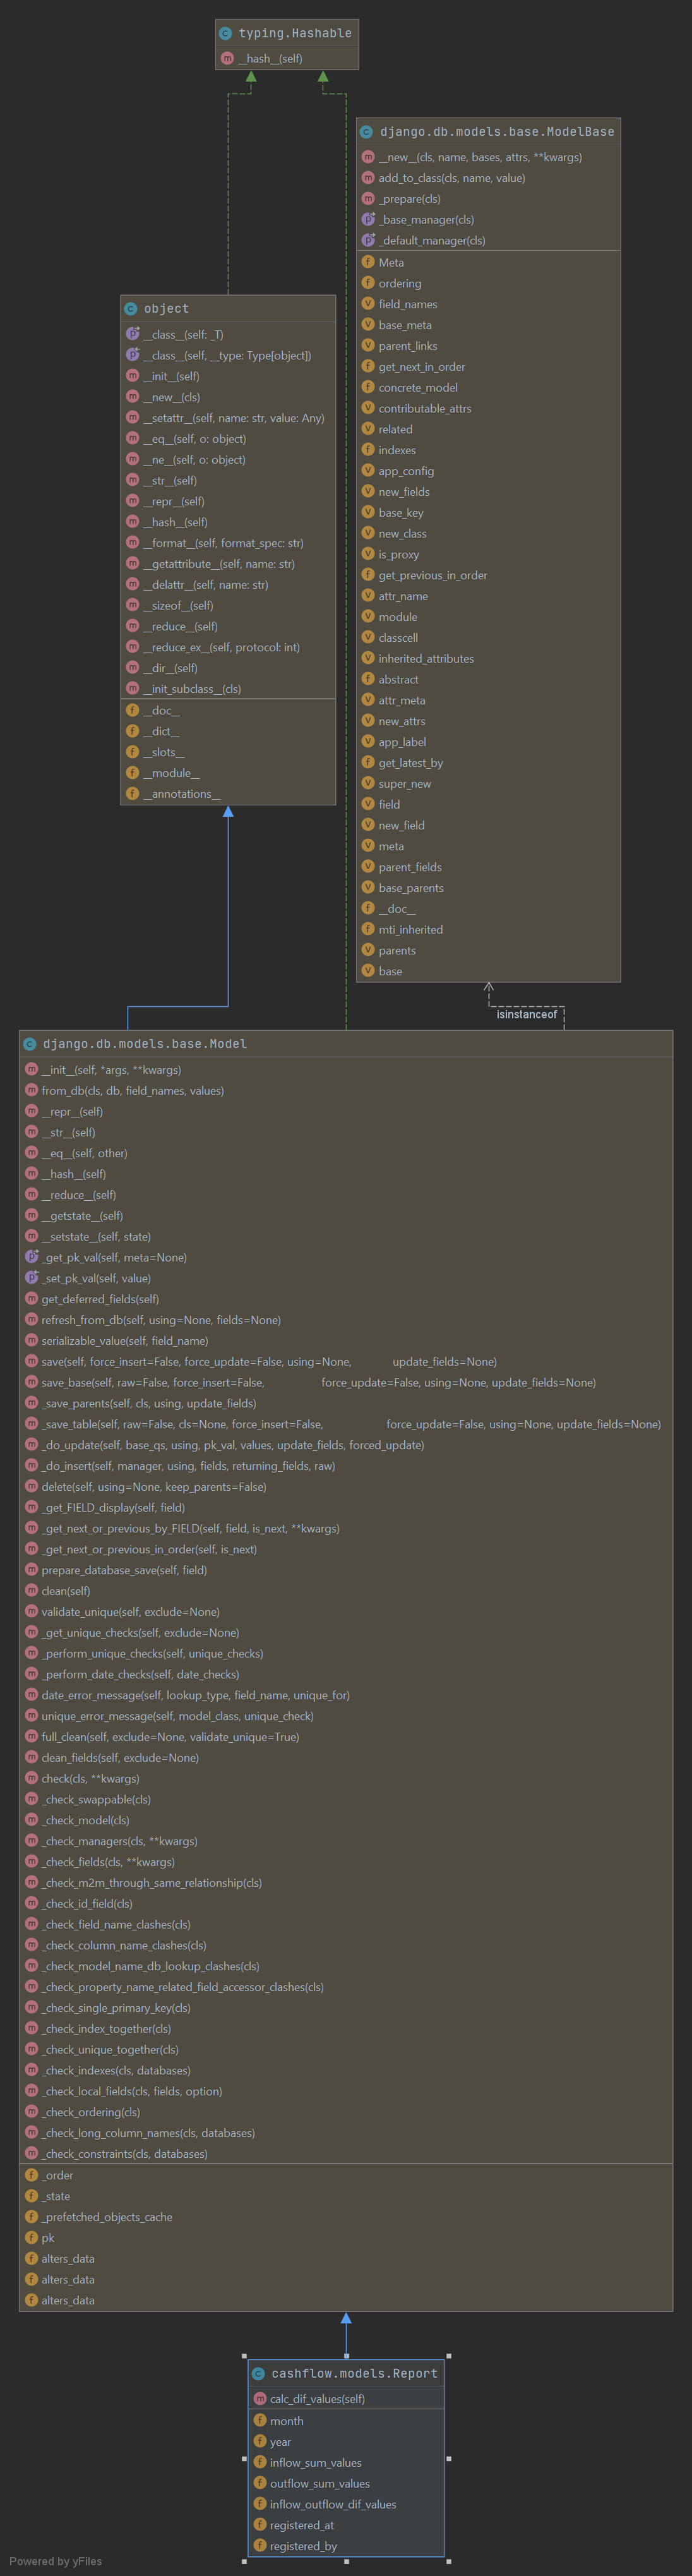 typing.Hashable
__hash__(self)
django.db.models.base.ModelBase
__new__(cls, name, bases, attrs, **kwargs)
add_to_class(cls, name, value)
_prepare(cls)
_base_manager(cls)
_default_manager(cls)
Meta
ordering
field_names
base_meta
parent_links
get_next_in_order
concrete_model
contributable_attrs
related
indexes
app_config
new_fields
base_key
new_class
is_proxy
get_previous_in_order
attr_name
module
classcell
inherited_attributes
abstract
attr_meta
new_attrs
app_label
get_latest_by
super_new
field
new_field
meta
parent_fields
base_parents
__doc__
mti_inherited
parents
base
object
__class__(self: _T)
__class__(self, __type: Type[object])
__init__(self)
__new__(cls)
__setattr__(self, name: str, value: Any)
__eq__(self, o: object)
__ne__(self, o: object)
__str__(self)
__repr__(self)
__hash__(self)
__format__(self, format_spec: str)
__getattribute__(self, name: str)
__delattr__(self, name: str)
__sizeof__(self)
__reduce__(self)
__reduce_ex__(self, protocol: int)
__dir__(self)
__init_subclass__(cls)
__doc__
__dict__
__slots__
__module__
__annotations__
isinstanceof
django.db.models.base.Model
__init__(self, *args, **kwargs)
from_db(cls, db, field_names, values)
__repr__(self)
__str__(self)
__eq__(self, other)
__hash__(self)
__reduce__(self)
__getstate__(self)
__setstate__(self, state)
_get_pk_val(self, meta=None)
_set_pk_val(self, value)
get_deferred_fields(self)
refresh_from_db(self, using=None, fields=None)
serializable_value(self, field_name)
save(self, force_insert=False, force_update=False, using=None, update_fields=None)
save_base(self, raw=False, force_insert=False, force_update=False, using=None, update_fields=None)
_save_parents(self, cls, using, update_fields)
_save_table(self, raw=False, cls=None, force_insert=False, force_update=False, using=None, update_fields=None)
_do_update(self, base_qs, using, pk_val, values, update_fields, forced_update)
_do_insert(self, manager, using, fields, returning_fields, raw)
delete(self, using=None, keep_parents=False)
_get_FIELD_display(self, field)
_get_next_or_previous_by_FIELD(self, field, is_next, **kwargs)
_get_next_or_previous_in_order(self, is_next)
prepare_database_save(self, field)
clean(self)
validate_unique(self, exclude=None)
_get_unique_checks(self, exclude=None)
_perform_unique_checks(self, unique_checks)
_perform_date_checks(self, date_checks)
date_error_message(self, lookup_type, field_name, unique_for)
unique_error_message(self, model_class, unique_check)
full_clean(self, exclude=None, validate_unique=True)
clean_fields(self, exclude=None)
check(cls, **kwargs)
_check_swappable(cls)
_check_model(cls)
_check_managers(cls, **kwargs)
_check_fields(cls, **kwargs)
_check_m2m_through_same_relationship(cls)
_check_id_field(cls)
_check_field_name_clashes(cls)
_check_column_name_clashes(cls)
_check_model_name_db_lookup_clashes(cls)
_check_property_name_related_field_accessor_clashes(cls)
_check_single_primary_key(cls)
_check_index_together(cls)
_check_unique_together(cls)
_check_indexes(cls, databases)
_check_local_fields(cls, fields, option)
_check_ordering(cls)
_check_long_column_names(cls, databases)
_check_constraints(cls, databases)
_order
_state
_prefetched_objects_cache
pk
alters_data
alters_data
alters_data
cashflow.models.Report
calc_dif_values(self)
month
year
inflow_sum_values
outflow_sum_values
inflow_outflow_dif_values
registered_at
registered_by
Powered by yFiles